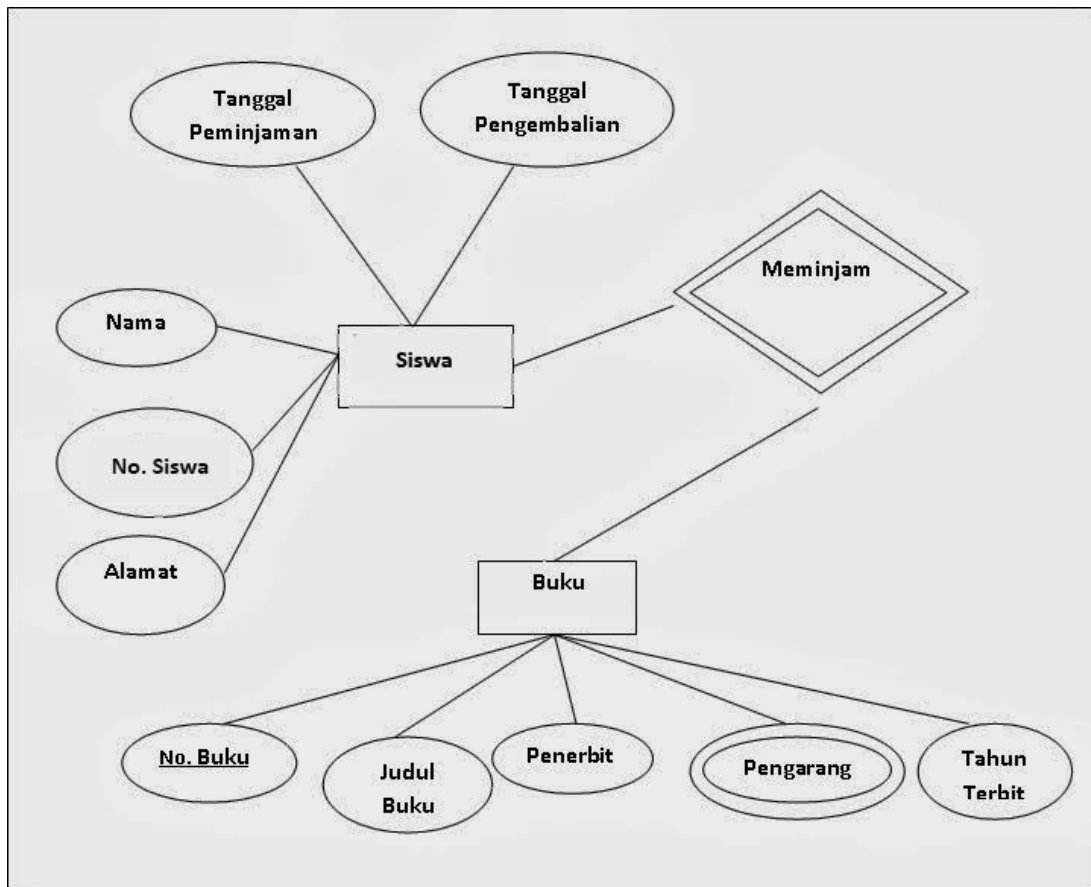 Tanggal
Peminjaman
Tanggal
Pengembalian
Meminjam
Nama
Siswa
No. Siswa
Alamat
Buku
No. Buku
Judul
Buku
Penerbit
Pengarang
Tahun
Terbit